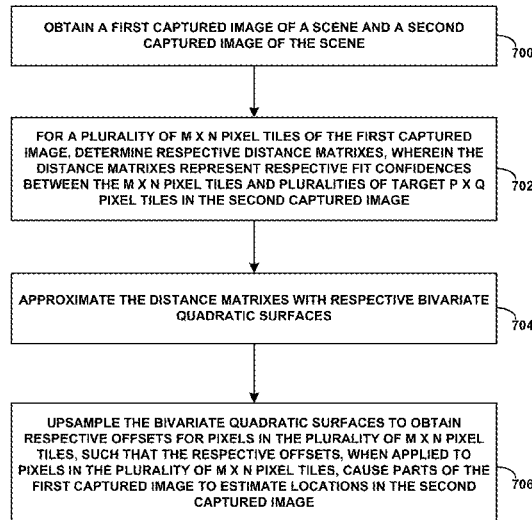 OBTAIN A FIRST CAPTURED IMAGE OF A SCENE AND A SECOND
CAPTURED IMAGE OF THE SCENE
700
FOR A PLURALITY OF M X N PIXEL TILES OF THE FIRST CAPTURED
IMAGE, DETERMINE RESPECTIVE DISTANCE MATRIXES, WHEREIN THE
DISTANCE MATRIXES REPRESENT RESPECTIVE FIT CONFIDENCES
BETWEEN THE M X N PIXEL TILES AND PLURALITIES OF TARGET P X Q
PIXEL TILES IN THE SECOND CAPTURED IMAGE
702
APPROXIMATE THE DISTANCE MATRIXES WITH RESPECTIVE BIVARIATE
QUADRATIC SURFACES
704
UPSAMPLE THE BIVARIATE QUADRATIC SURFACES TO OBTAIN
RESPECTIVE OFFSETS FOR PIXELS IN THE PLURALITY OF M X N PIXEL
TILES, SUCH THAT THE RESPECTIVE OFFSETS, WHEN APPLIED TO
PIXELS IN THE PLURALITY OF M X N PIXEL TILES, CAUSE PARTS OF
THE FIRST CAPTURED IMAGE TO ESTIMATE LOCATIONS IN THE SECOND
CAPTURED IMAGE
706